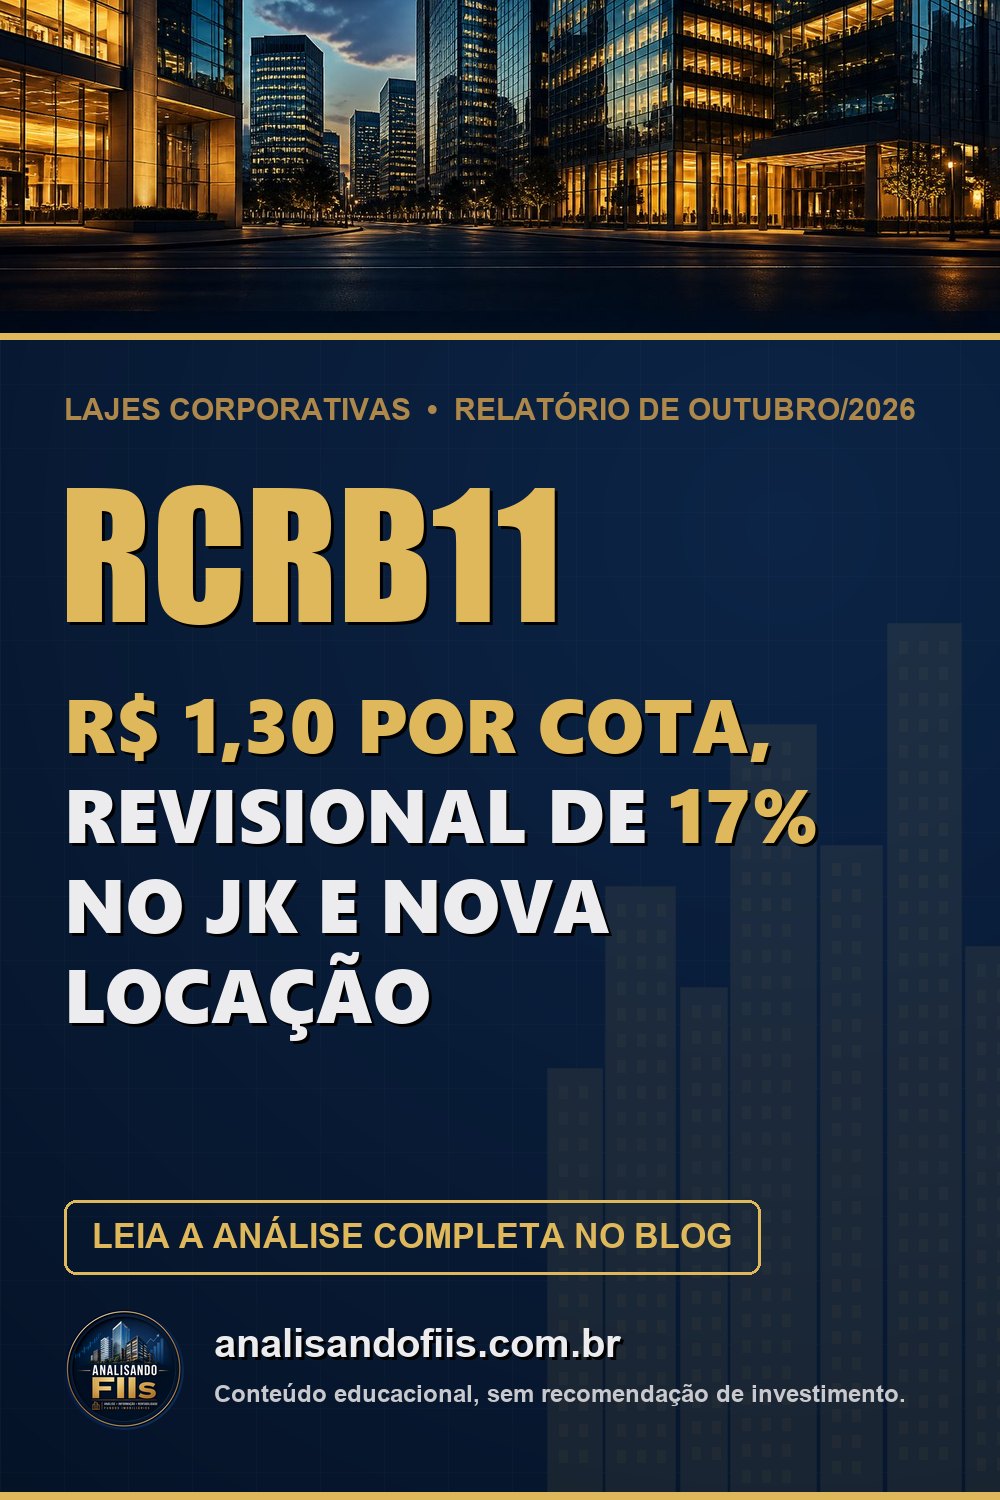 LAJES CORPORATIVAS • RELATÓRIO DE OUTUBRO/2026
RCRB11
R$ 1,30 POR COTA,
REVISIONAL DE 17%
NO JK E NOVA
LOCAÇÃO
LEIA A ANÁLISE COMPLETA NO BLOG
analisandofiis.com.br
Conteúdo educacional, sem recomendação de investimento.
ANALISANDO
FIIs